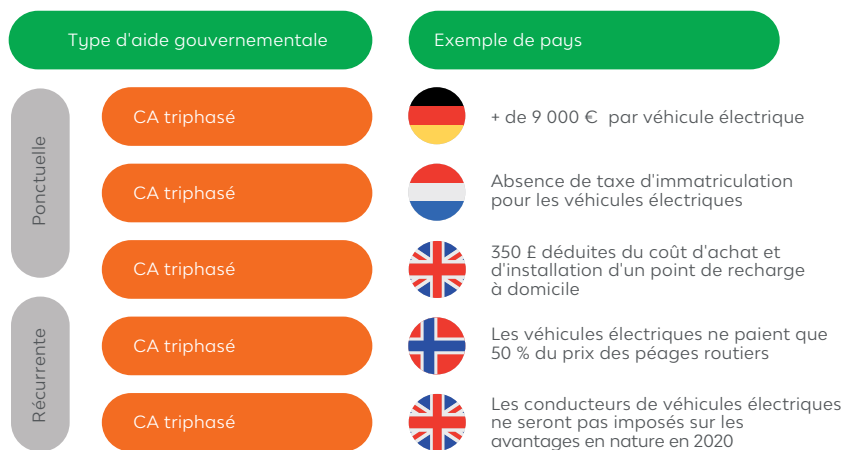 Type d'aide gouvernementale
Exemple de pays
Ponctuelle
CA triphasé
+ de 9 000 € par véhicule électrique
CA triphasé
Absence de taxe d'immatriculation
pour les véhicules électriques
CA triphasé
350 £ déduites du coût d'achat et
d'installation d'un point de recharge
à domicile
Récurrente
CA triphasé
Les véhicules électriques ne paient que
50 % du prix des péages routiers
CA triphasé
Les conducteurs de véhicules électriques
ne seront pas imposés sur les
avantages en nature en 2020